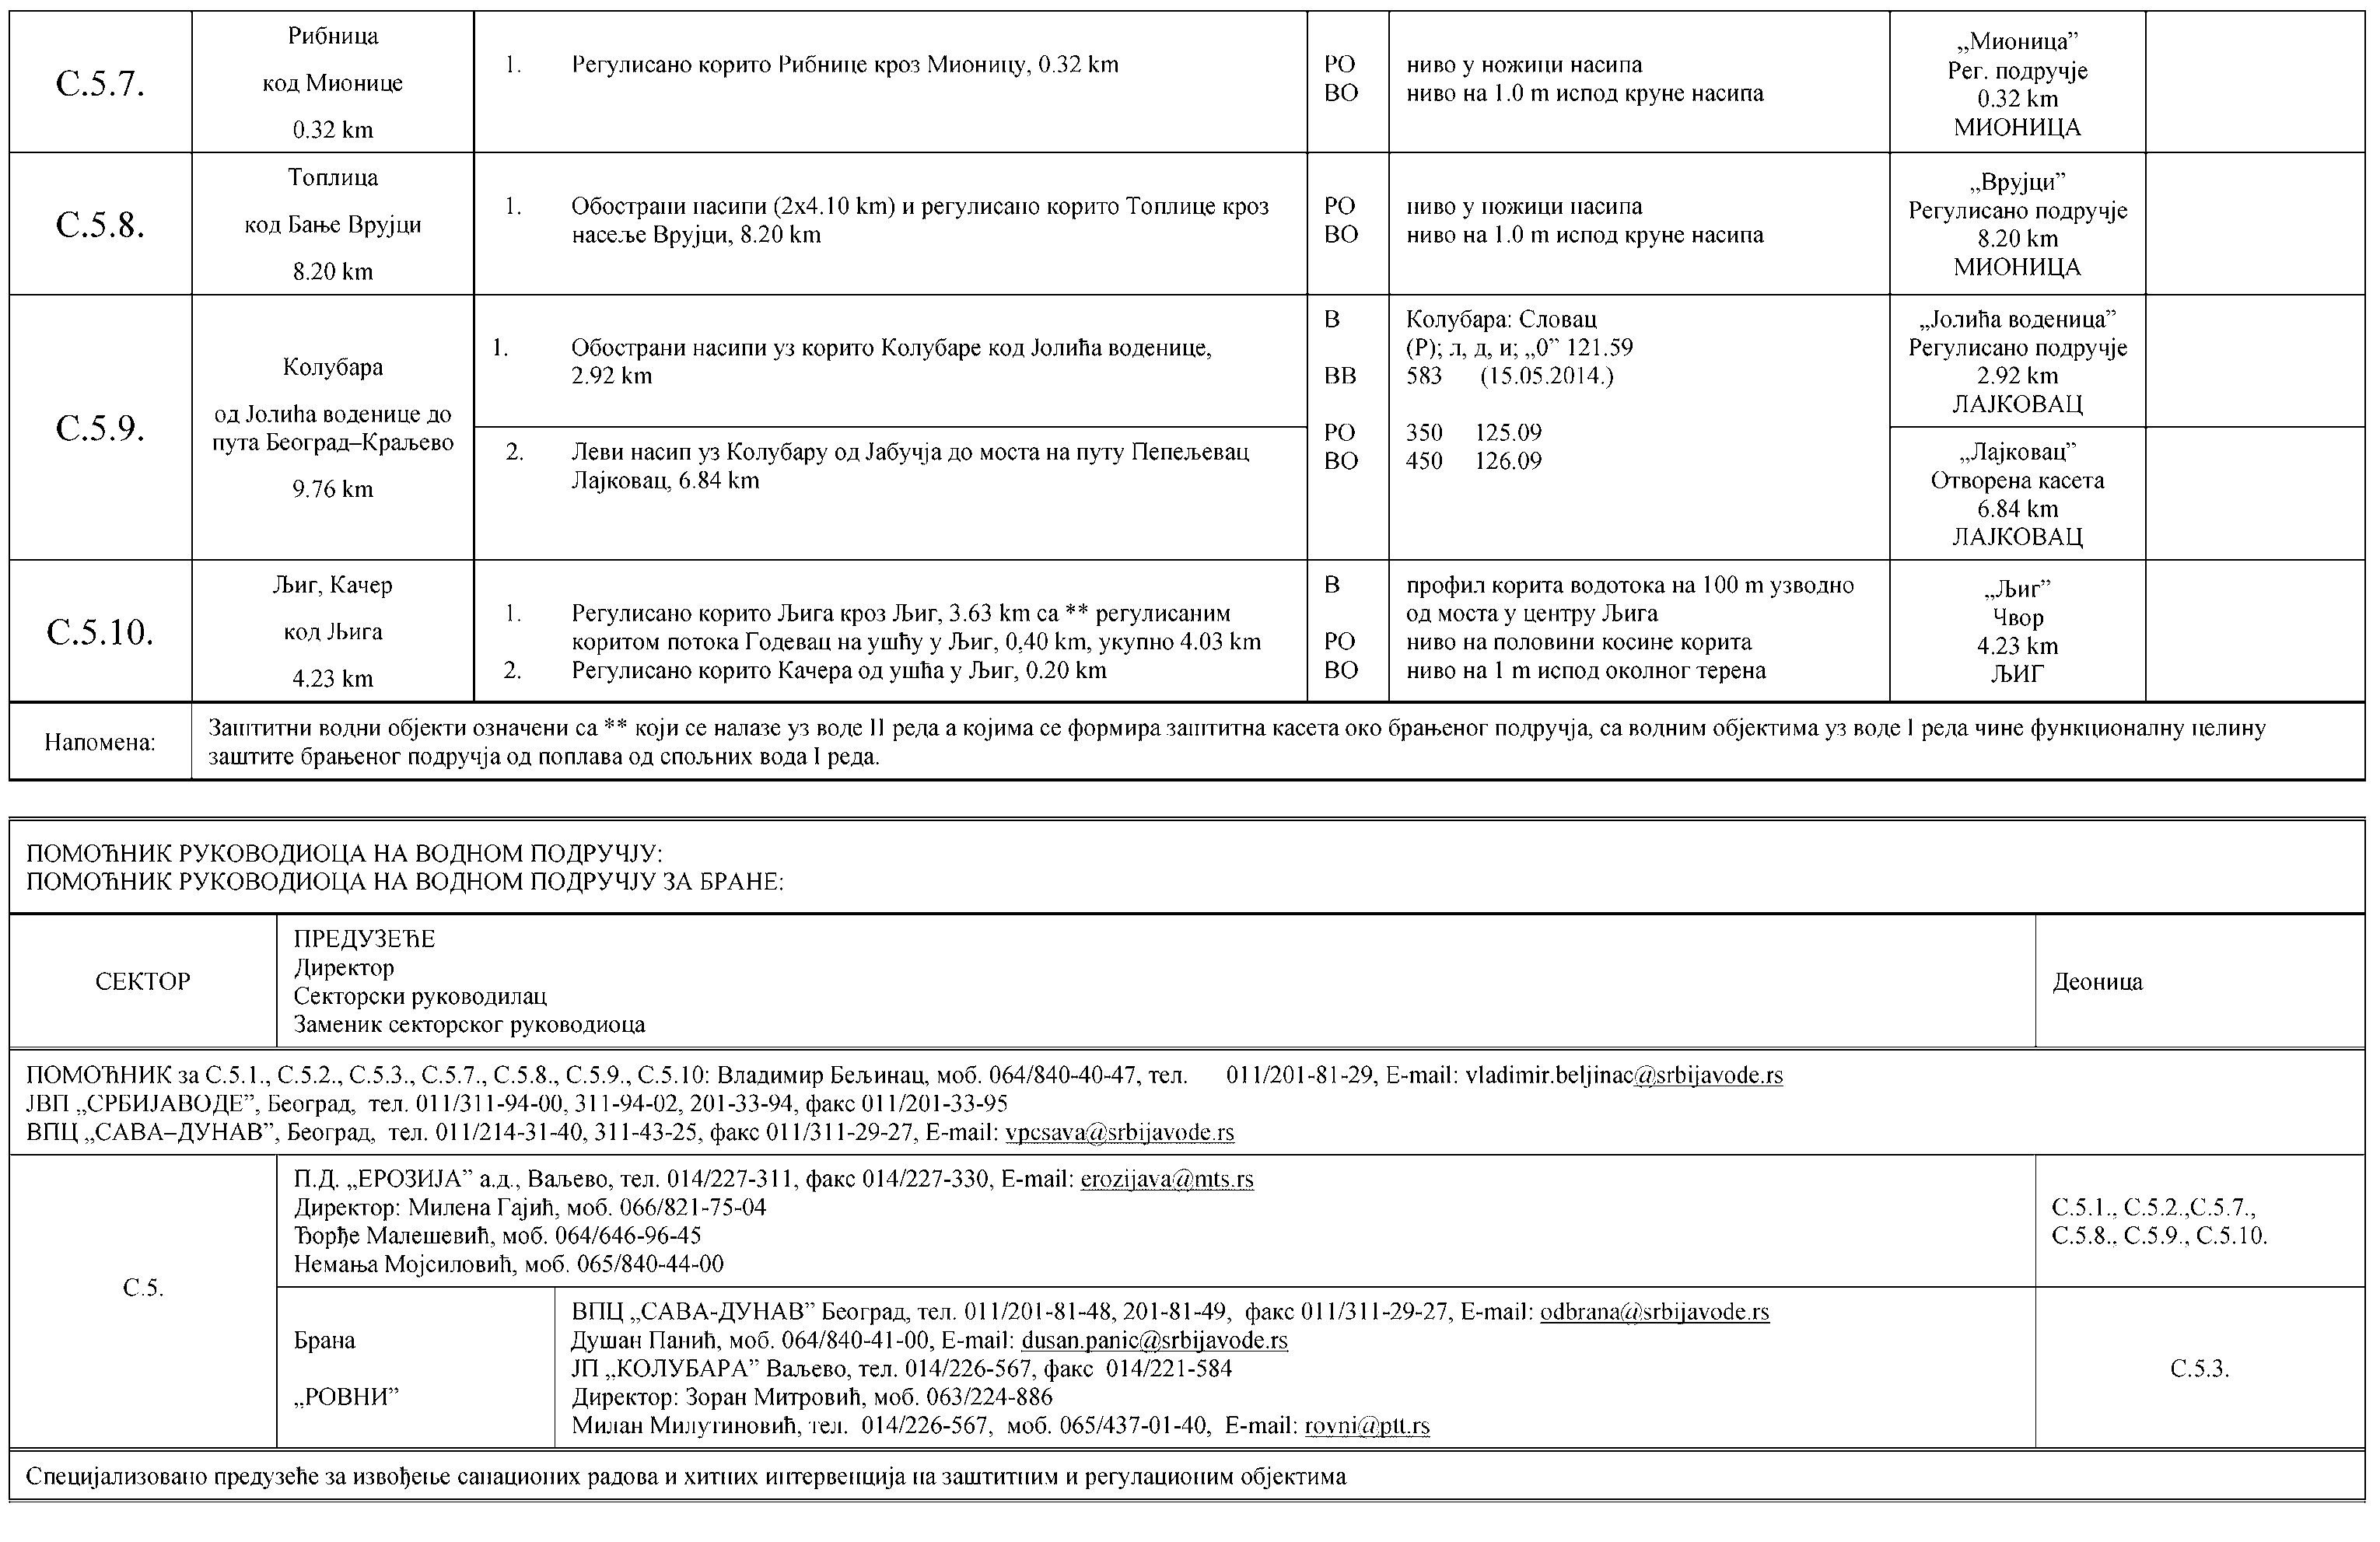 С.5.7.
Рибница
код Мионице
0.32 km
1. Регулисано корито Рибнице кроз Мионицу, 0.32 km
РО ниво у ножици насипа
ВО ниво на 1.0 m испод круне насипа
„Мионица”
Рег. подручје
0.32 km
МИОНИЦА
С.5.8.
Топлица
код Бање Врујци
8.20 km
1. Обострани насипи (2x4.10 km) и регулисано корито Топлице кроз
насеље Врујци, 8.20 km
РО ниво у ножици насипа
ВО ниво на 1.0 m испод круне насипа
„Врујци”
Регулисано подручје
8.20 km
МИОНИЦА
С.5.9.
Колубара
од Јолића воденице до
пута Београд–Краљево
9.76 km
1. Обострани насипи уз корито Колубаре код Јолића воденице,
2.92 km
2. Леви насип уз Колубару од Јабучја до моста на путу Пепељевац
Лајковац, 6.84 km
В Колубара: Словац
(Р); л, д, и; „0” 121.59
ВВ 583 (15.05.2014.)
РО 350 125.09
ВО 450 126.09
„Јолића воденица”
Регулисано подручје
2.92 km
ЛАЈКОВАЦ
„Лајковац”
Отворена касета
6.84 km
ЛАЈКОВАЦ
С.5.10.
Љиг, Качер
код Љига
4.23 km
1. Регулисано корито Љига кроз Љиг, 3.63 km са ** регулисаним
коритом потока Годевац на ушћу у Љиг, 0,40 km, укупно 4.03 km
2. Регулисано корито Качера од ушћа у Љиг, 0.20 km
В профил корита водотока на 100 m узводно
од моста у центру Љига
РО ниво на половини косине корита
ВО ниво на 1 m испод околног терена
„Љиг”
Чвор
4.23 km
ЉИГ
Напомена:
Заштитни водни објекти означени са ** који се налазе уз воде II реда а којима се формира заштитна касета око брањеног подручја, са водним објектима уз воде I реда чине функционалну целину
заштите брањеног подручја од поплава од спољних вода I реда.
ПОМОЋНИК РУКОВОДИОЦА НА ВОДНОМ ПОДРУЧЈУ:
ПОМОЋНИК РУКОВОДИОЦА НА ВОДНОМ ПОДРУЧЈУ ЗА БРАНЕ:
СЕКТОР
ПРЕДУЗЕЋЕ
Директор
Секторски руководилац
Заменик секторског руководиоца
Деоница
ПОМОЋНИК за С.5.1., С.5.2., С.5.3., С.5.7., С.5.8., С.5.9., С.5.10: Владимир Бељинац, моб. 064/840-40-47, тел. 011/201-81-29, E-mail: vladimir.beljinac@srbijavode.rs
ЈВП „СРБИЈАВОДЕ”, Београд, тел. 011/311-94-00, 311-94-02, 201-33-94, факс 011/201-33-95
ВПЦ „САВА–ДУНАВ”, Београд, тел. 011/214-31-40, 311-43-25, факс 011/311-29-27, E-mail: vpcsava@srbijavode.rs
С.5.
П.Д. „ЕРОЗИЈА” а.д., Ваљево, тел. 014/227-311, факс 014/227-330, E-mail: erozijava@mts.rs
Директор: Милена Гајић, моб. 066/821-75-04
Ђорђе Малешевић, моб. 064/646-96-45
Немања Мојсиловић, моб. 065/840-44-00
С.5.1., С.5.2.,С.5.7.,
С.5.8., С.5.9., С.5.10.
Брана
„РОВНИ”
ВПЦ „САВА-ДУНАВ” Београд, тел. 011/201-81-48, 201-81-49, факс 011/311-29-27, E-mail: odbrana@srbijavode.rs
Душан Панић, моб. 064/840-41-00, E-mail: dusan.panic@srbijavode.rs
ЈП „КОЛУБАРА” Ваљево, тел. 014/226-567, факс 014/221-584
Директор: Зоран Митровић, моб. 063/224-886
Милан Милутиновић, тел. 014/226-567, моб. 065/437-01-40, E-mail: rovni@ptt.rs
С.5.3.
Специјализовано предузеће за извођење санационих радова и хитних интервенција на заштитним и регулационим објектима